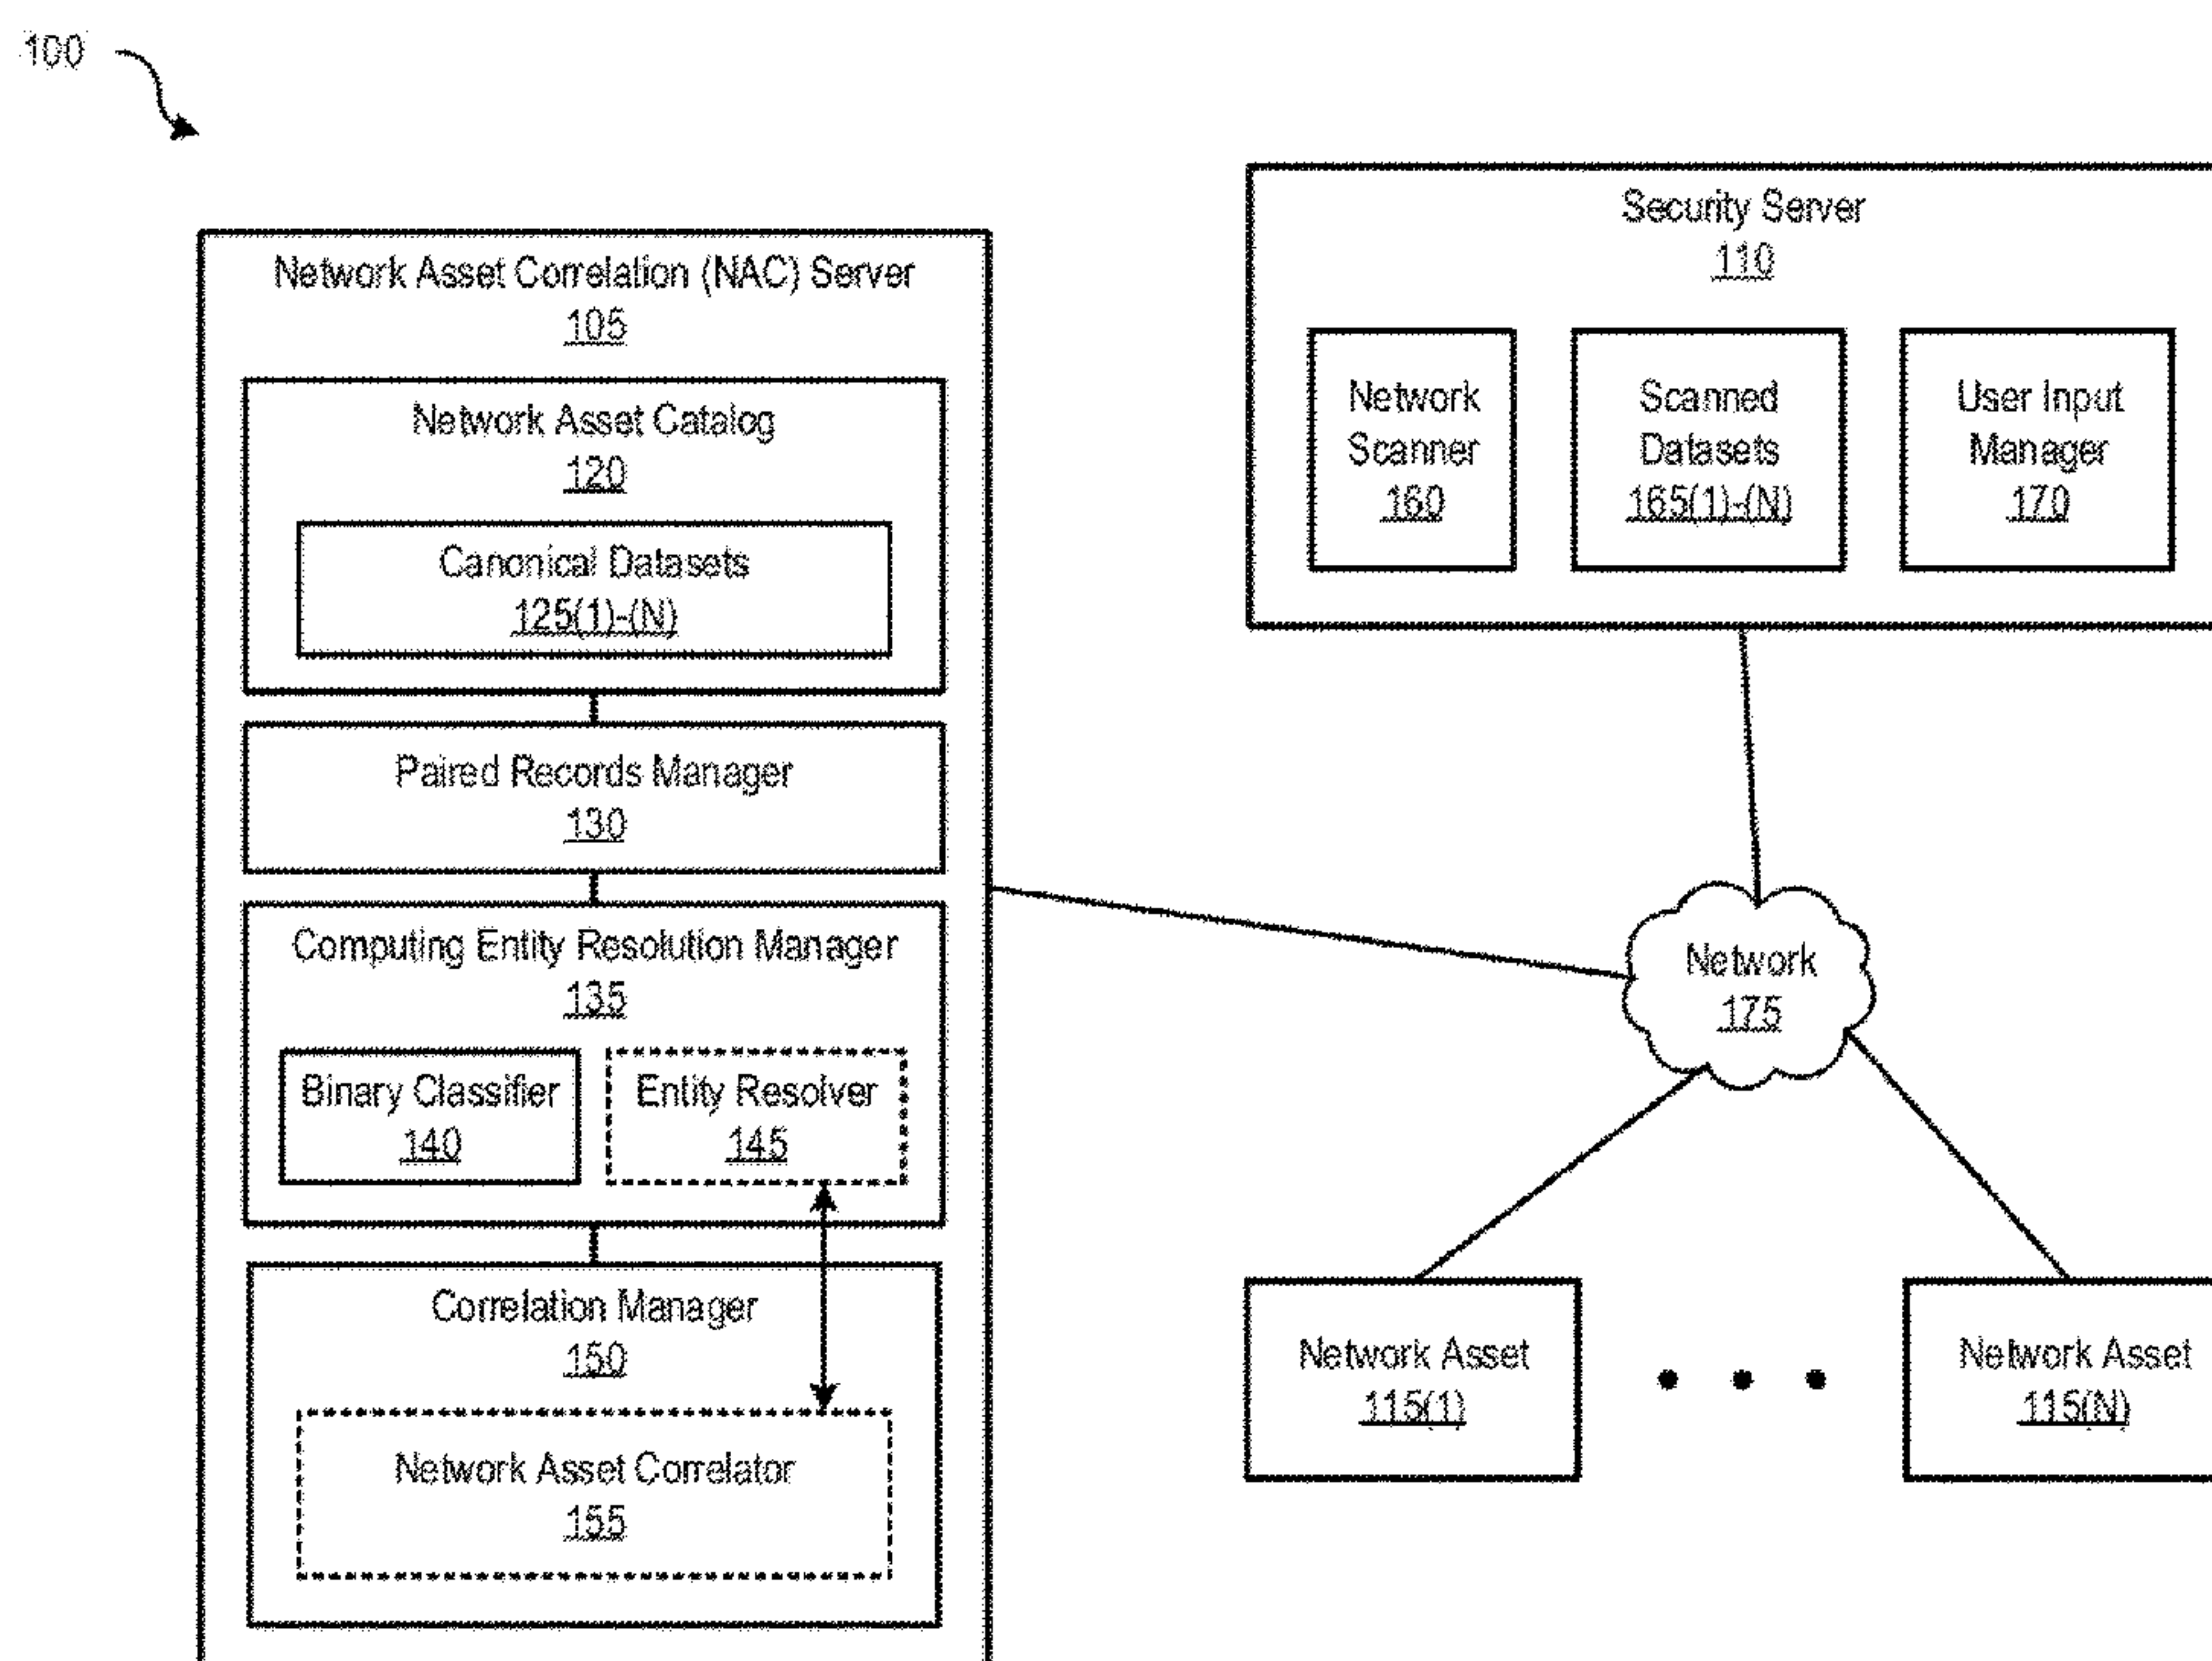 100
Network Asset Correlation (NAC) Server
105
Network Asset Catalog
120
Canonical Datasets
125(1)-(N)
Paired Records Manager
130
Computing Entity Resolution Manager
135
Binary Classifier
140
Entity Resolver
145
Correlation Manager
150
Network Asset Correlator
155
Security Server
110
Network
Scanner
160
Scanned
Datasets
165(1)-(N)
User Input
Manager
170
Network
175
Network Asset
115(1)
Network Asset
115(N)